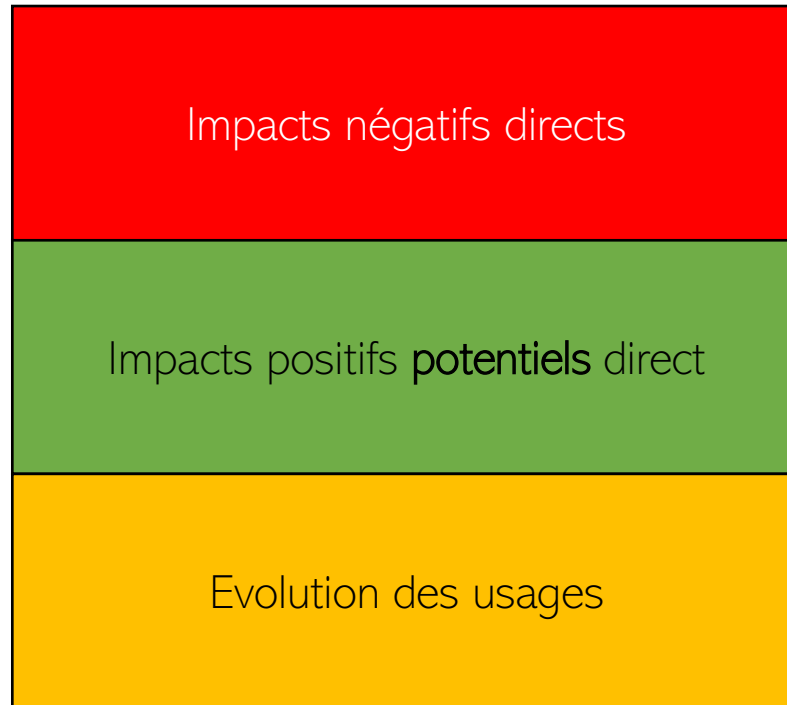 Impacts négatifs directs
Impacts positifs potentiels direct
Evolution des usages